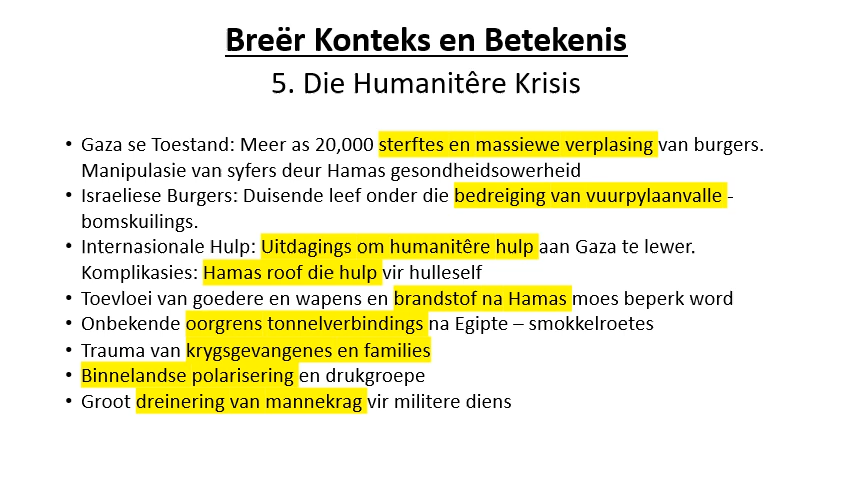 Breër Konteks en Betekenis
5. Die Humanitêre Krisis
• Gaza se Toestand: Meer as 20,000 sterftes en massiewe verplasing van burgers.
Manipulasie van syfers deur Hamas gesondheidsowerheid
• Israeliese Burgers: Duisende leef onder die bedreiging van vuurpylaanvalle -
bomskuilings.
• Internasionale Hulp: Uitdagings om humanitêre hulp aan Gaza te lewer.
Komplikasies: Hamas roof die hulp vir hulleself
• Toevloei van goedere en wapens en brandstof na Hamas moes beperk word
• Onbekende oorgrens tonnelverbindings na Egipte – smokkelroetes
• Trauma van krygsgevangenes en families
• Binnelandse polarisering en drukgroepe
• Groot dreinering van mannekrag vir militere diens